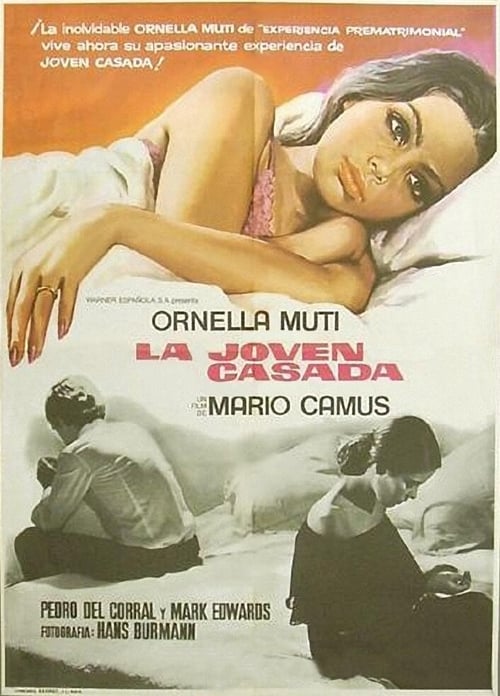 ¡La inolvidable ORNELLA MUTI de "EXPERIENCIA PREMATRIMONIAL"
vive ahora su apasionante experiencia de
JOVEN CASADA!
WARNER ESPAÑOLA, S.A. presenta
ORNELLA MUTI
LA JOVEN
CASADA
UN
FILM
DE
MARIO CAMUS
PEDRO DEL CORRAL Y MARK EDWARDS
FOTOGRAFIA: HANS BURMANN